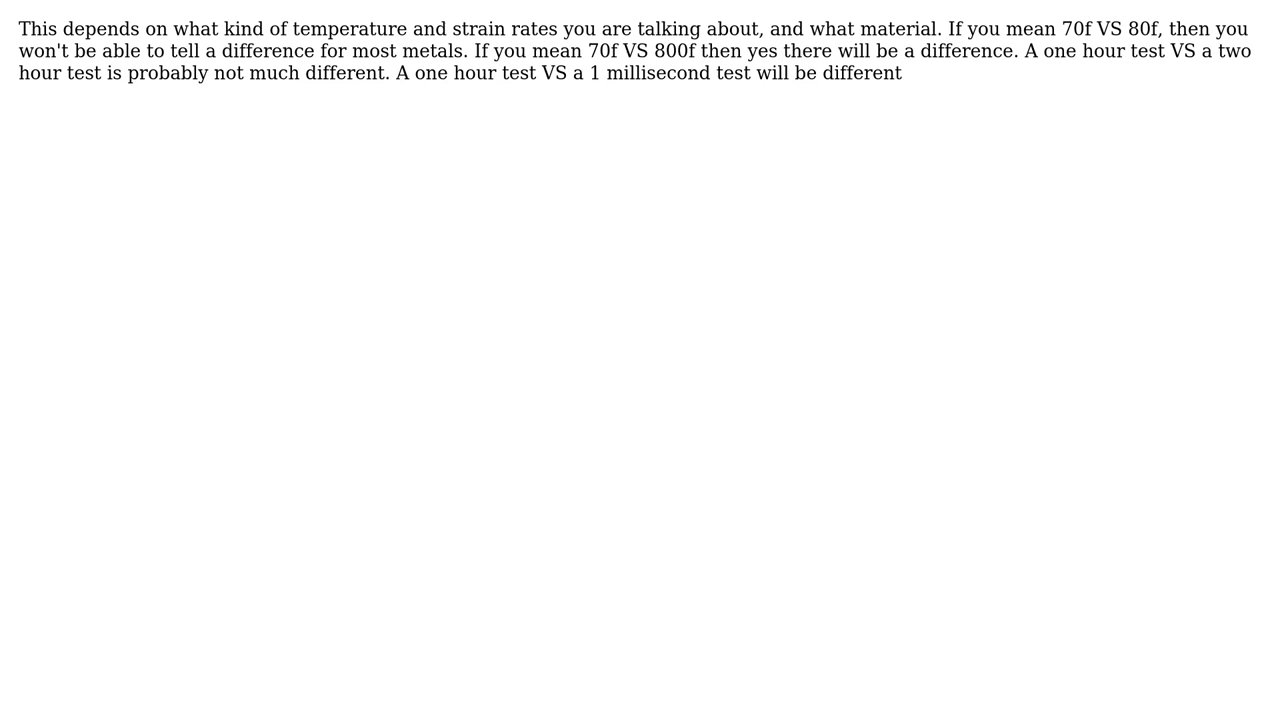 This depends on what kind of temperature and strain rates you are talking about, and what material. If you mean 70f VS 80f, then you
won't be able to tell a difference for most metals. If you mean 70f VS 800f then yes there will be a difference. A one hour test VS a two
hour test is probably not much different. A one hour test VS a 1 millisecond test will be different